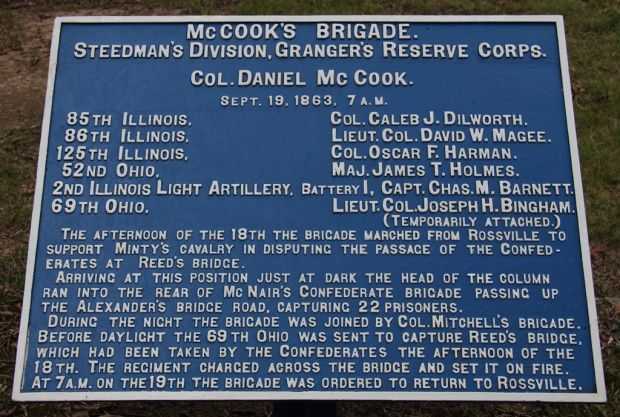 McCook's Brigade.
Steedman's Division, Granger's Reserve Corps.
Col. Daniel McCook.
Sept. 19, 1863, 7 A.M.
85th Illinois, Col. Caleb J. Dilworth.
86th Illinois, Lieut. Col. David W. Magee.
125th Illinois, Col. Oscar F. Harman.
52nd Ohio, Maj. James T. Holmes.
2nd Illinois Light Artillery, Battery I, Capt. Chas. M. Barnett.
69th Ohio. Lieut. Col. Joseph H. Bingham.
(Temporarily attached.)
The afternoon of the 18th the brigade marched from Rossville to
support Minty's cavalry in disputing the passage of the Confed-
erates at Reed's bridge.
Arriving at this position just at dark the head of the column
ran into the rear of McNair's Confederate brigade passing up
the Alexander's bridge road, capturing 22 prisoners.
During the night the brigade was joined by Col. Mitchell's brigade.
Before daylight the 69th Ohio was sent to capture Reed's bridge,
which had been taken by the Confederates the afternoon of the
18th. The regiment charged across the bridge and set it on fire.
At 7 A.M. on the 19th the brigade was ordered to return to Rossville.